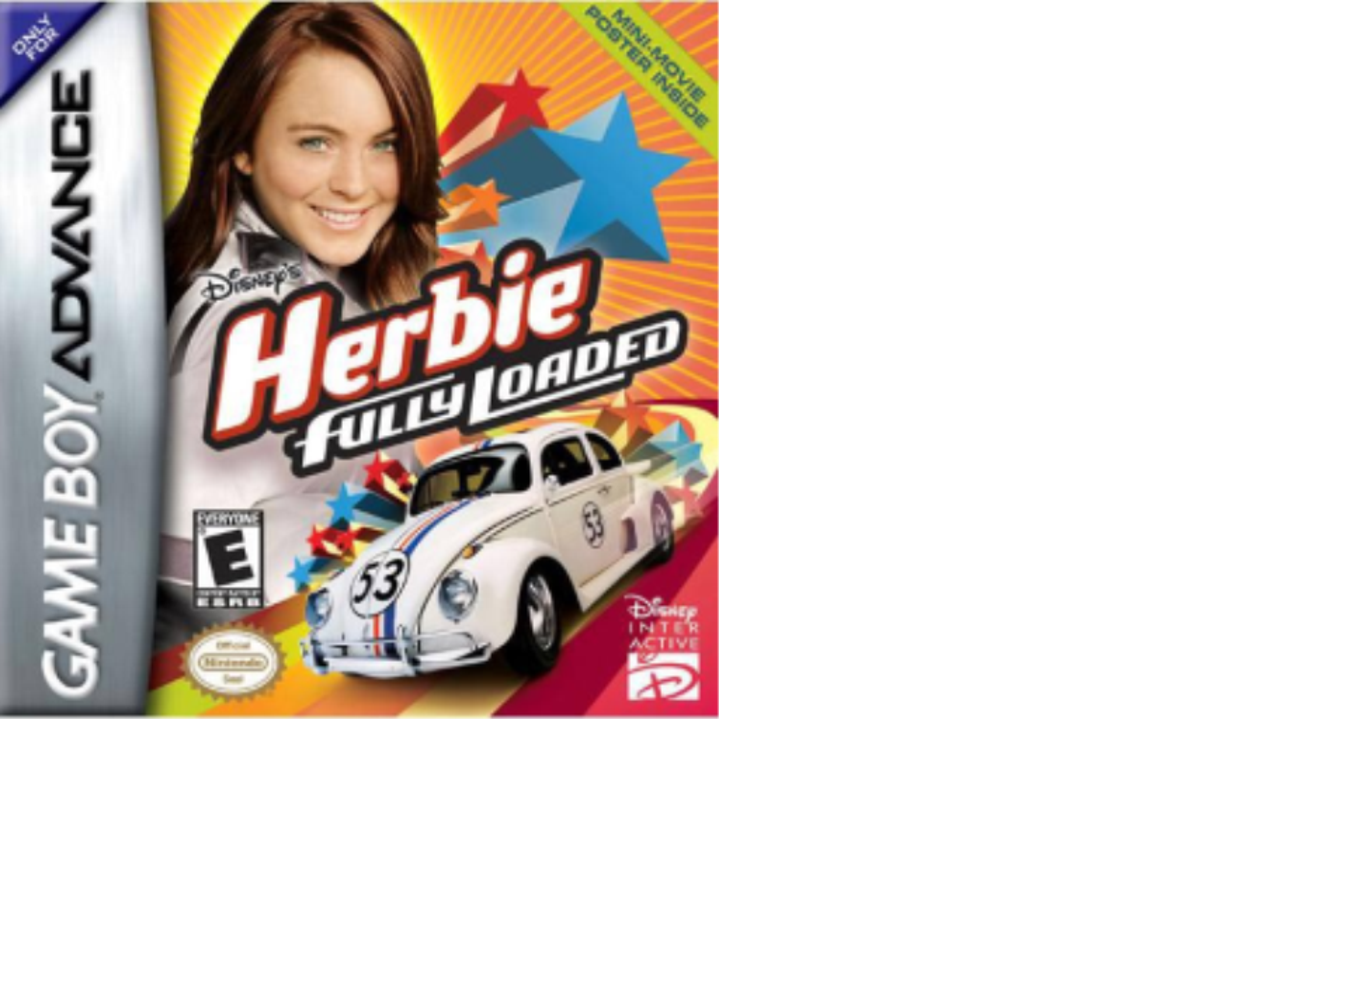 ONLY
FOR
GAME BOY ADVANCE
MINI-MOVIE
POSTER INSIDE
DISNEY'S
Herbie
FULLY LOADED
53
53
EVERYONE
E
ESRB
Official
Nintendo
Seal
DISNEY
INTER
ACTIVE
D